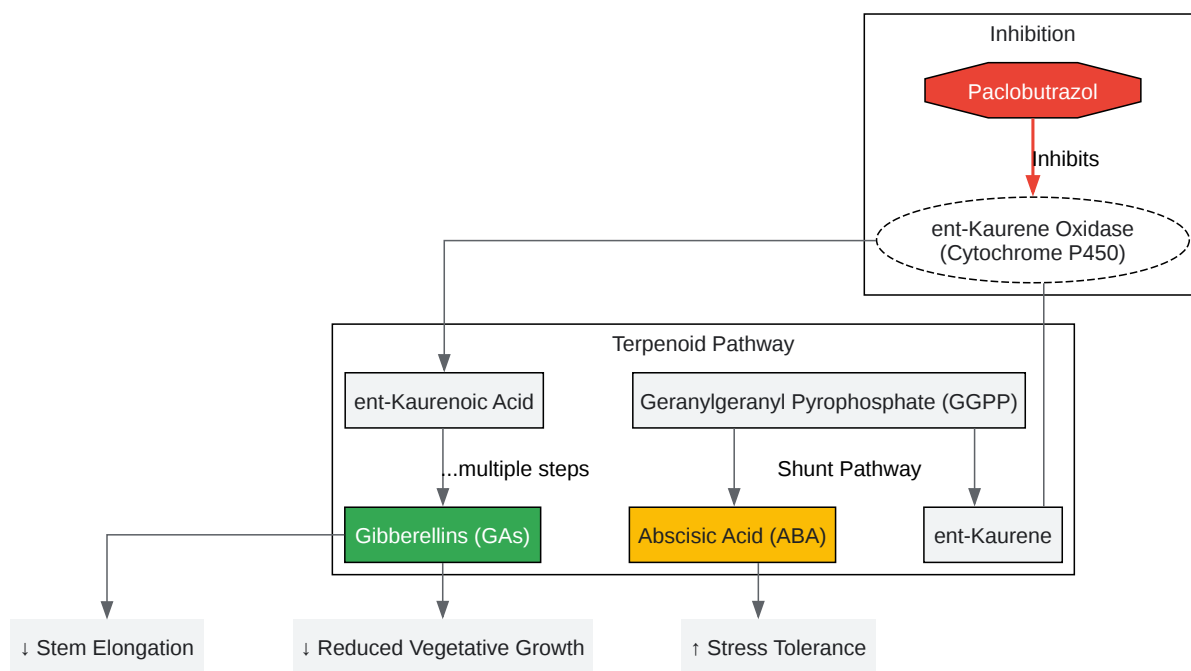 Inhibition
Paclobutrazol
Inhibits
ent-Kaurene Oxidase
(Cytochrome P450)
Terpenoid Pathway
ent-Kaurenoic Acid
Geranylgeranyl Pyrophosphate (GGPP)
...multiple steps
Shunt Pathway
Gibberellins (GAs)
Abscisic Acid (ABA)
ent-Kaurene
↓ Stem Elongation
↓ Reduced Vegetative Growth
↑ Stress Tolerance